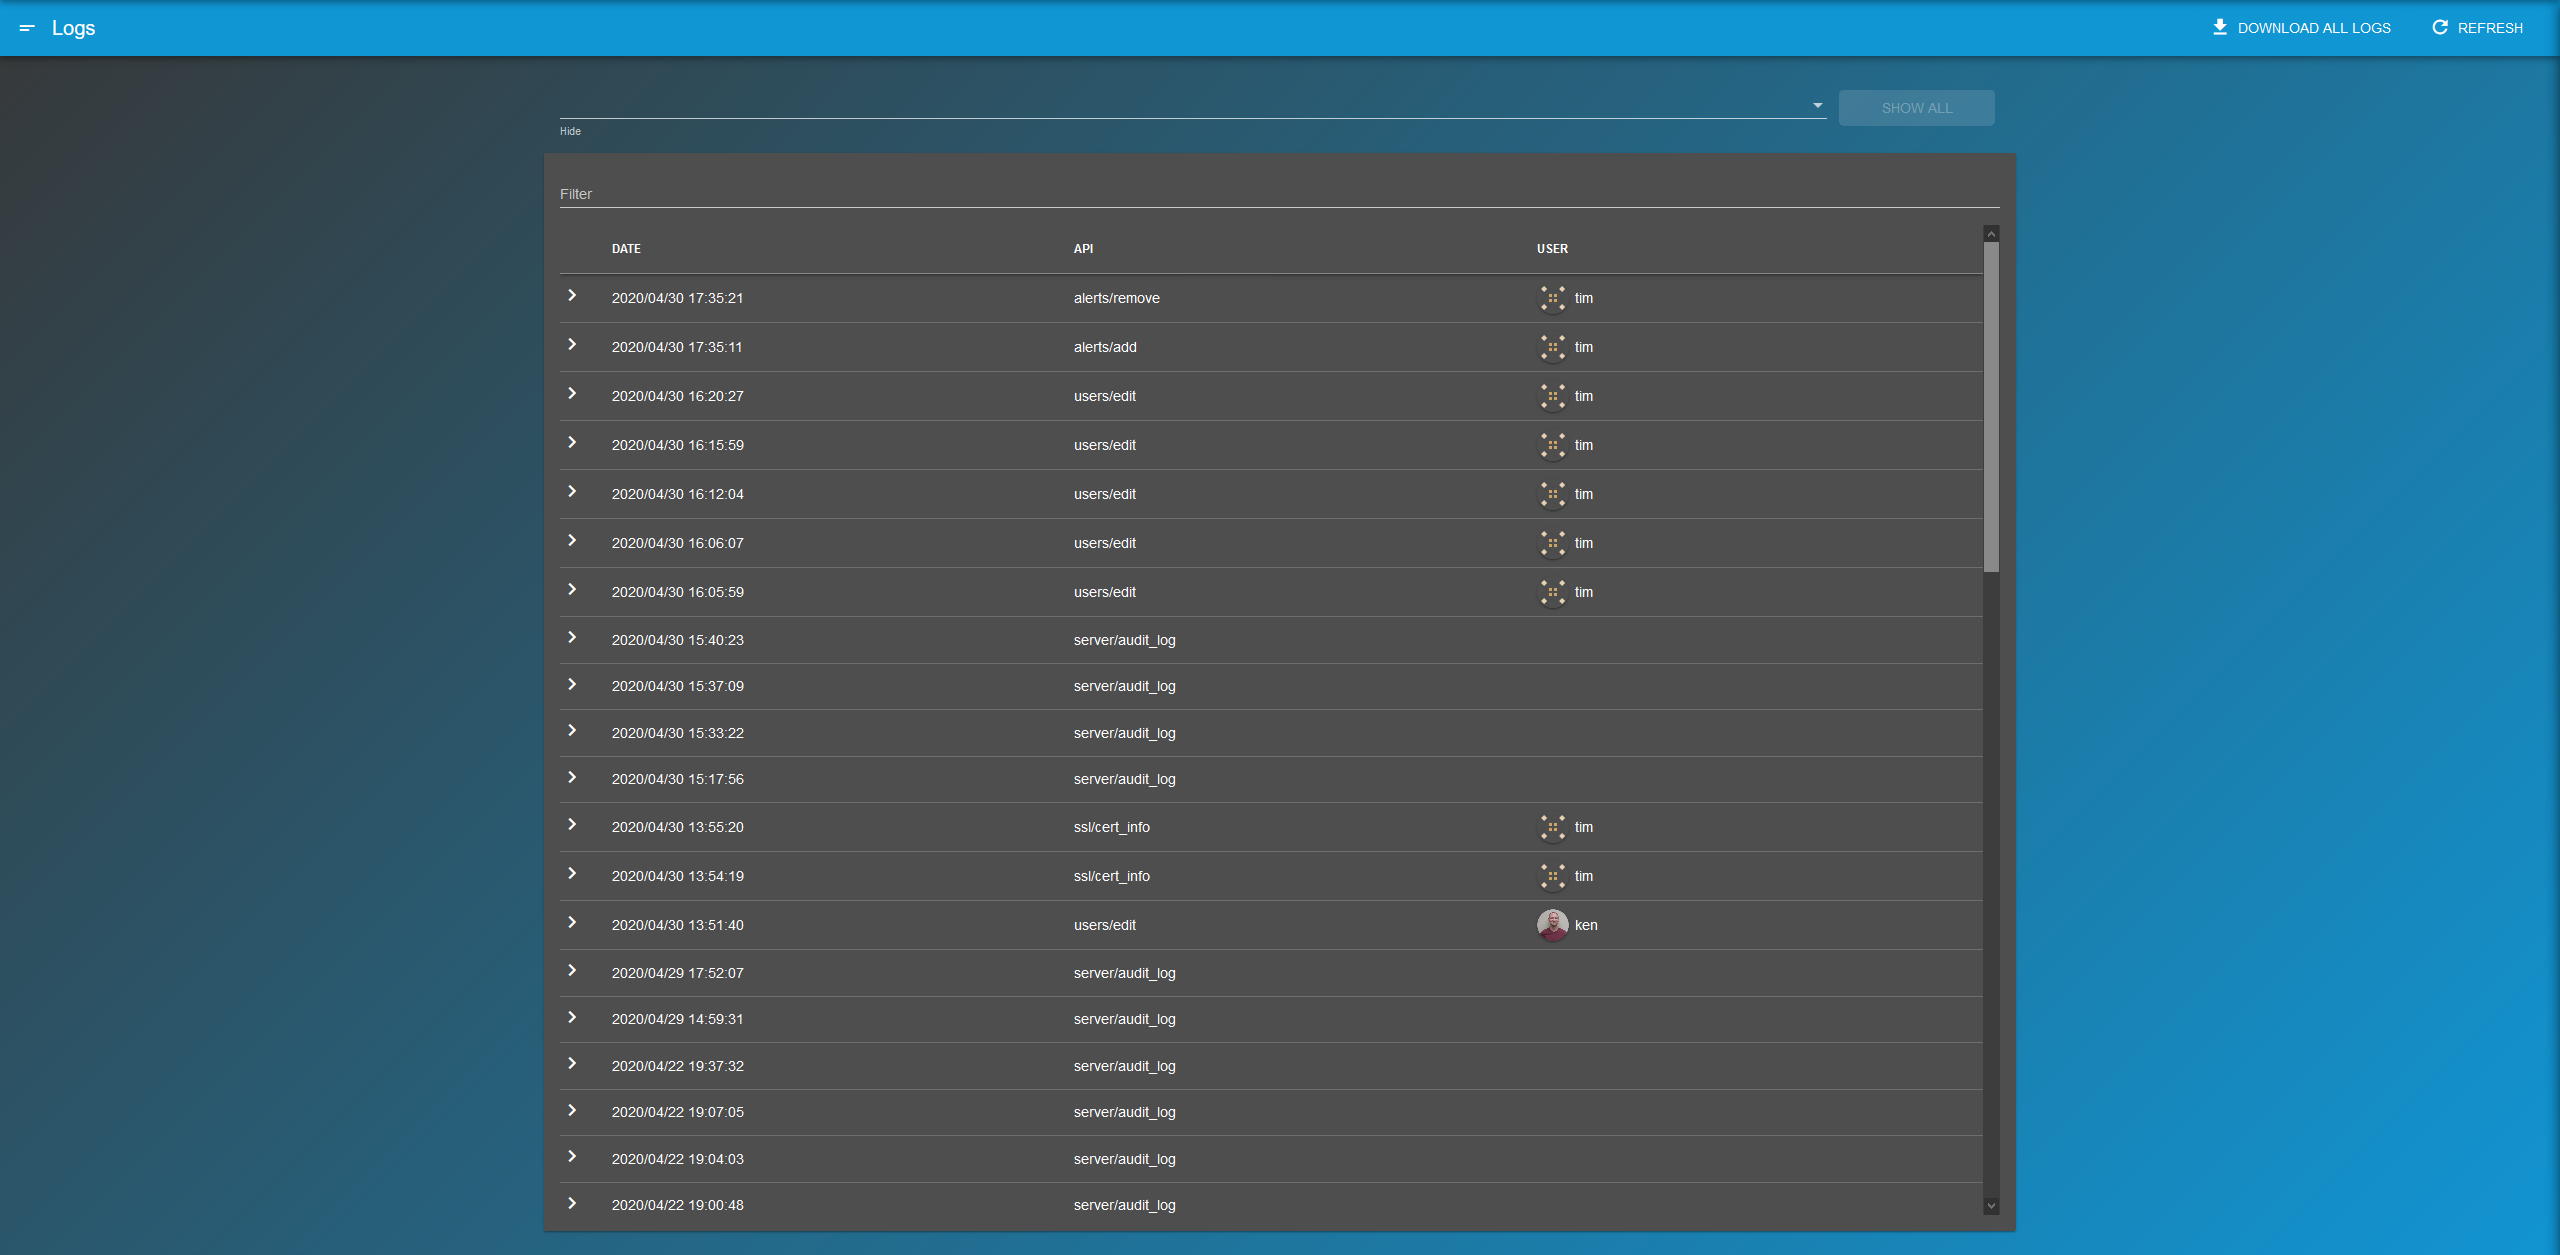 Logs DOWNLOAD ALL LOGS REFRESH
SHOW ALL
Hide
Filter
DATE API USER
2020/04/30 17:35:21 alerts/remove tim
2020/04/30 17:35:11 alerts/add tim
2020/04/30 16:20:27 users/edit tim
2020/04/30 16:15:59 users/edit tim
2020/04/30 16:12:04 users/edit tim
2020/04/30 16:06:07 users/edit tim
2020/04/30 16:05:59 users/edit tim
2020/04/30 15:40:23 server/audit_log
2020/04/30 15:37:09 server/audit_log
2020/04/30 15:33:22 server/audit_log
2020/04/30 15:17:56 server/audit_log
2020/04/30 13:55:20 ssl/cert_info tim
2020/04/30 13:54:19 ssl/cert_info tim
2020/04/30 13:51:40 users/edit ken
2020/04/29 17:52:07 server/audit_log
2020/04/29 14:59:31 server/audit_log
2020/04/22 19:37:32 server/audit_log
2020/04/22 19:07:05 server/audit_log
2020/04/22 19:04:03 server/audit_log
2020/04/22 19:00:48 server/audit_log